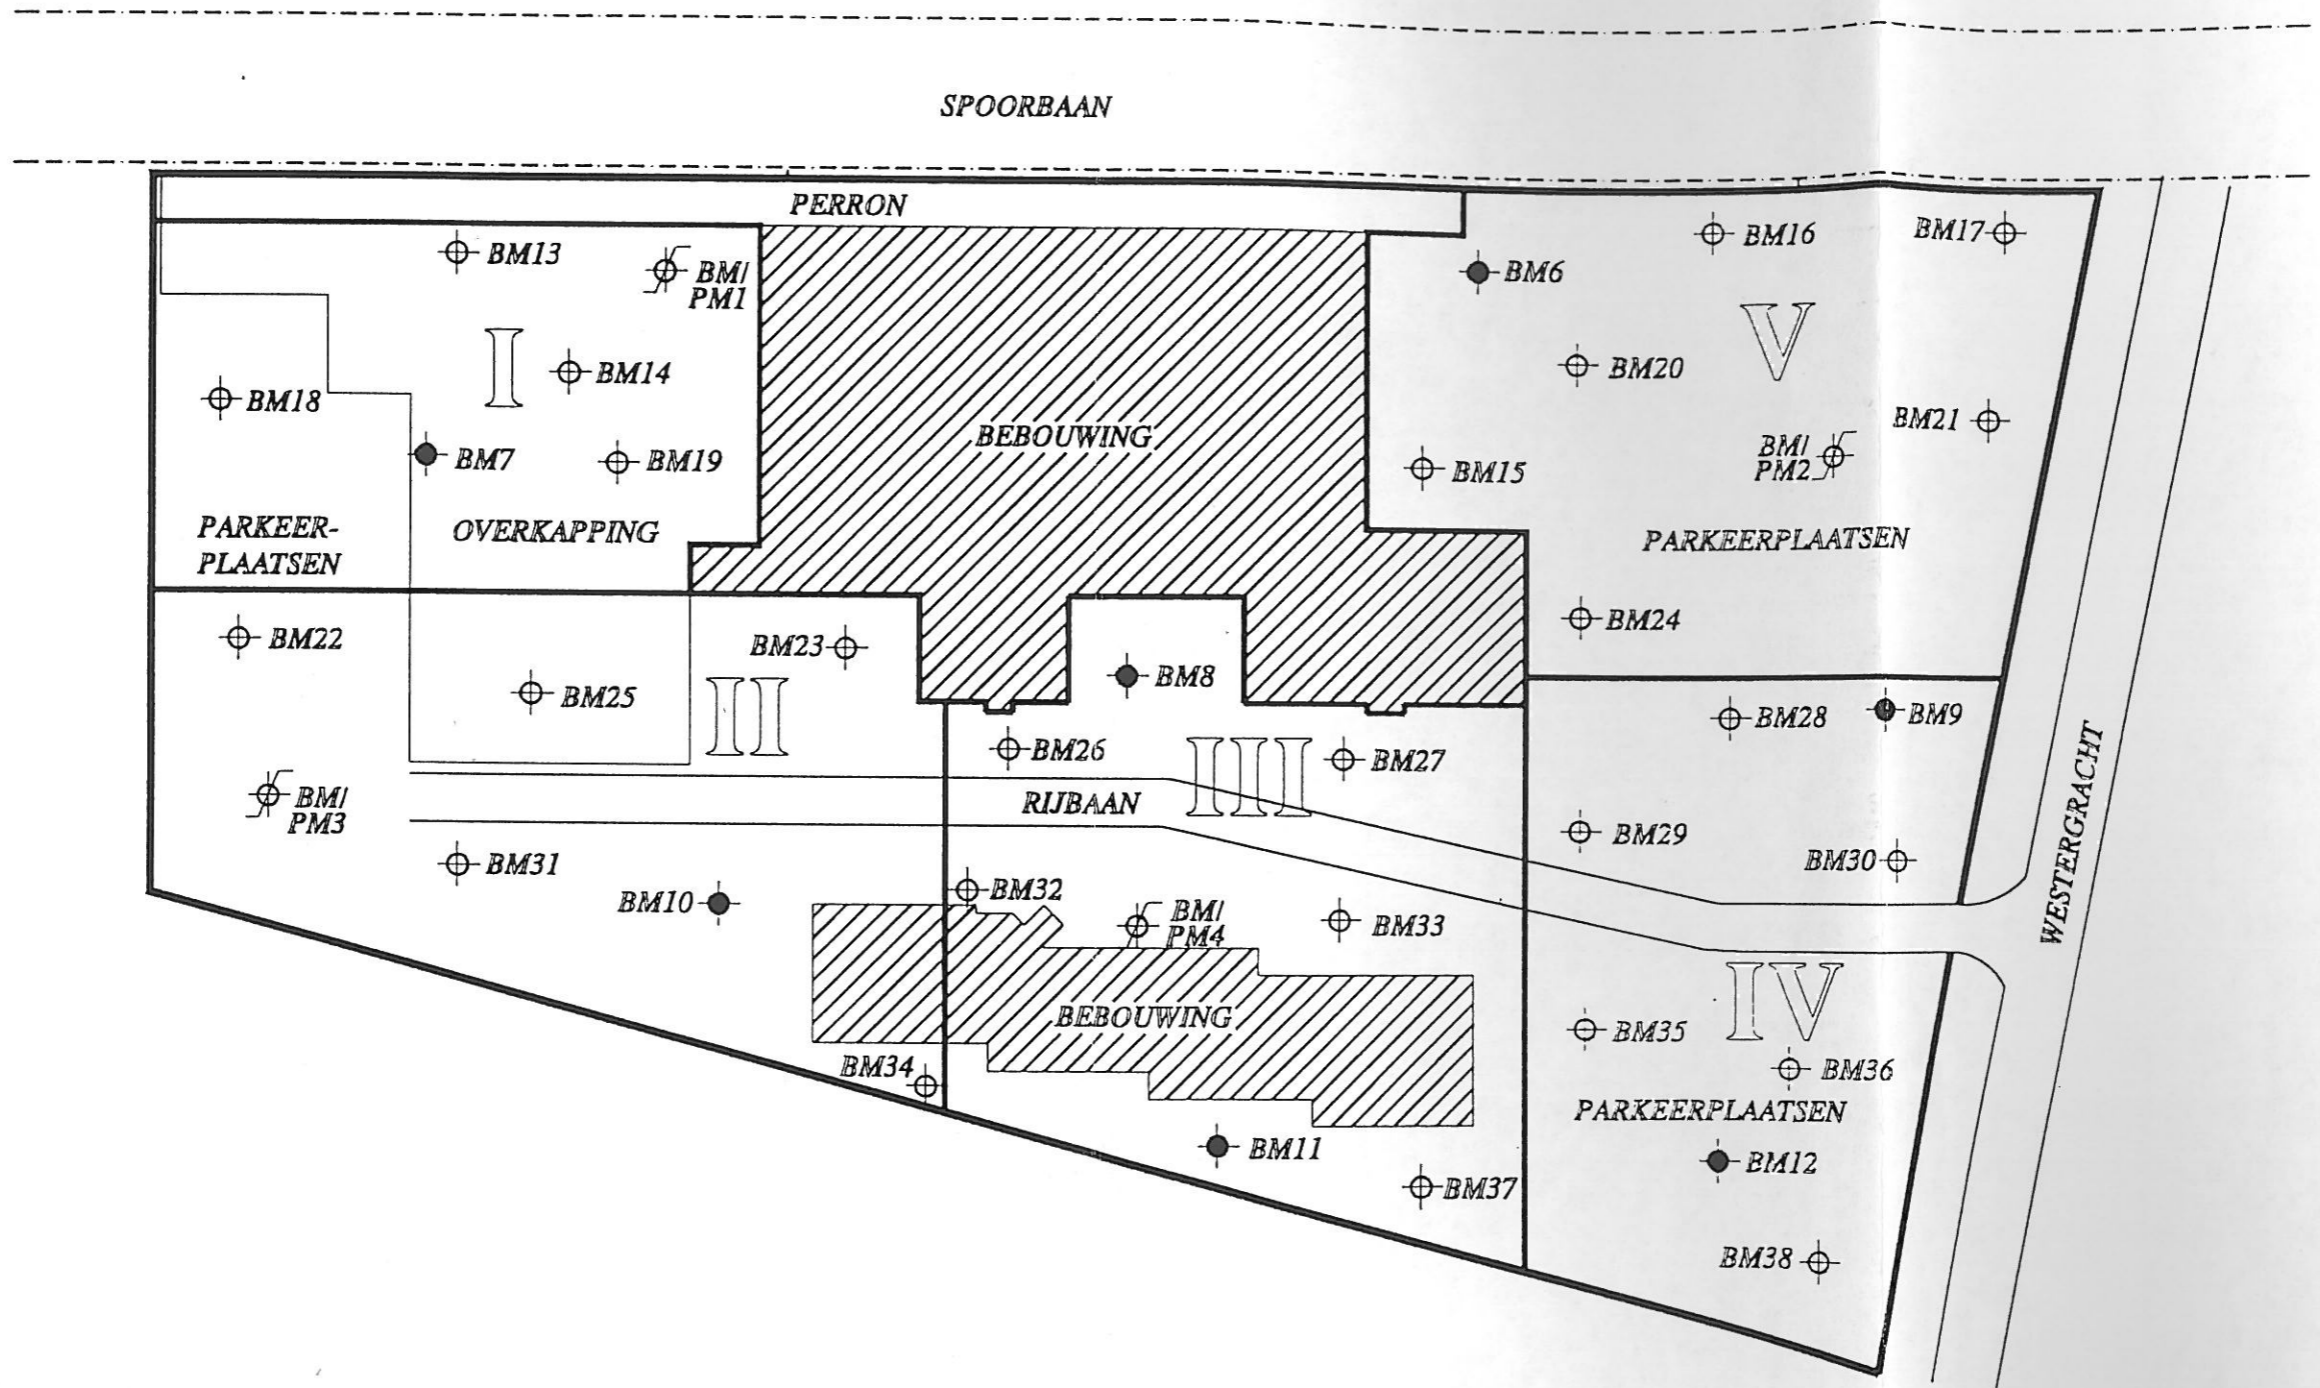 SPOORBAAN
PERRON
BM13
BM/
PM1
BM6
BM16
BM17
I
V
BM14
BM20
BM18
BM21
BEBOUWING
BM7
BM19
BM15
BM/
PM2
PARKEER-
PLAATSEN
OVERKAPPING
PARKEERPLAATSEN
BM24
BM22
BM23
BM8
BM25
II
BM28
BM9
BM26
III
BM27
WESTERGRACHT
BM/
PM3
RIJBAAN
BM29
BM30
BM31
BM10
BM32
BM/
PM4
BM33
IV
BEBOUWING
BM35
BM34
BM36
PARKEERPLAATSEN
BM11
BM12
BM37
BM38